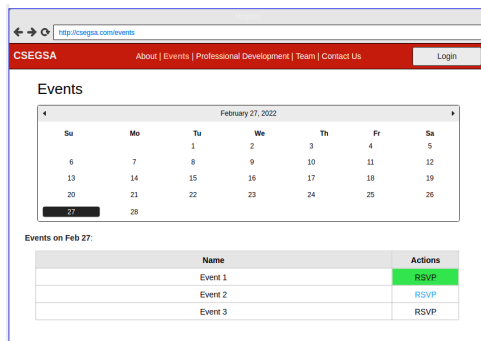 http://csegsa.com/events
CSEGSA About | Events | Professional Development | Team | Contact Us Login
Events
February 27, 2022
Su Mo Tu We Th Fr Sa
1 2 3 4 5
6 7 8 9 10 11 12
13 14 15 16 17 18 19
20 21 22 23 24 25 26
27 28
Events on Feb 27:
Name Actions
Event 1 RSVP
Event 2 RSVP
Event 3 RSVP